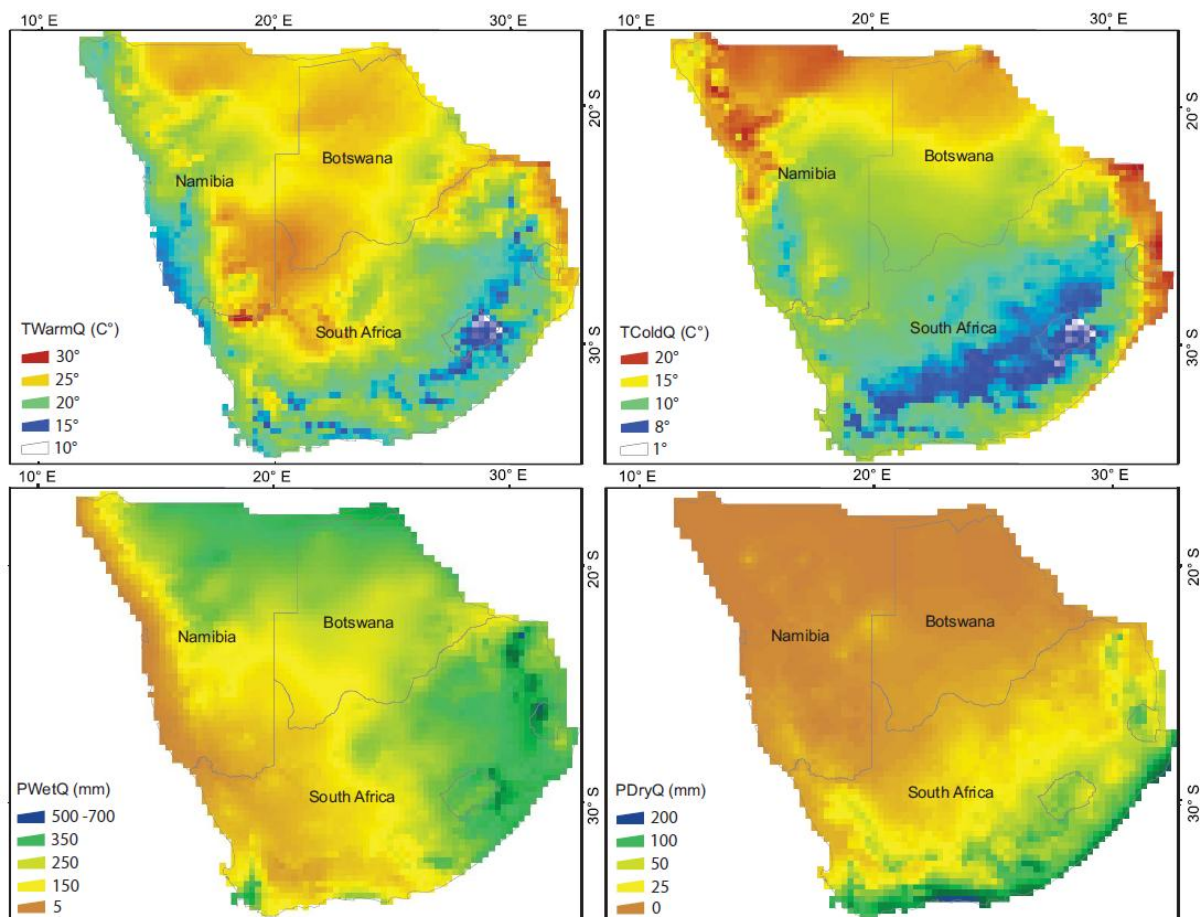 10° E 20° E 30° E
20° S
30° S
Namibia
Botswana
South Africa
TWarmQ (C°)
30°
25°
20°
15°
10°
10° E 20° E 30° E
20° S
30° S
Namibia
Botswana
South Africa
TColdQ (C°)
20°
15°
10°
8°
1°
10° E 20° E 30° E
20° S
30° S
Namibia
Botswana
South Africa
PWetQ (mm)
500 -700
350
250
150
5
20° E 30° E
20° S
30° S
Namibia
Botswana
South Africa
PDryQ (mm)
200
100
50
25
0